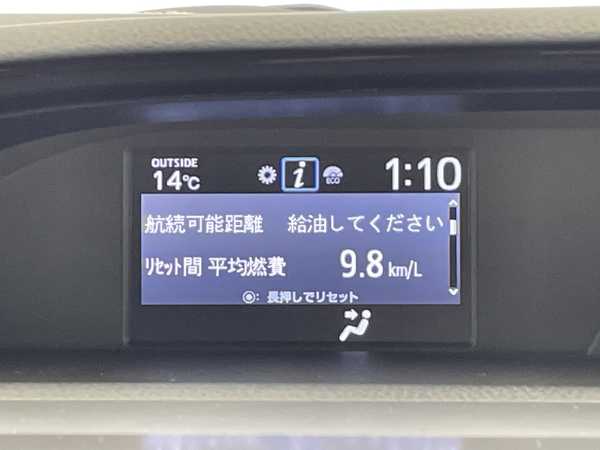 OUTSIDE
14℃ i ECO 1:10
航続可能距離 給油してください
ﾘｾｯﾄ間 平均燃費 9.8 km/L
◉: 長押しでリセット